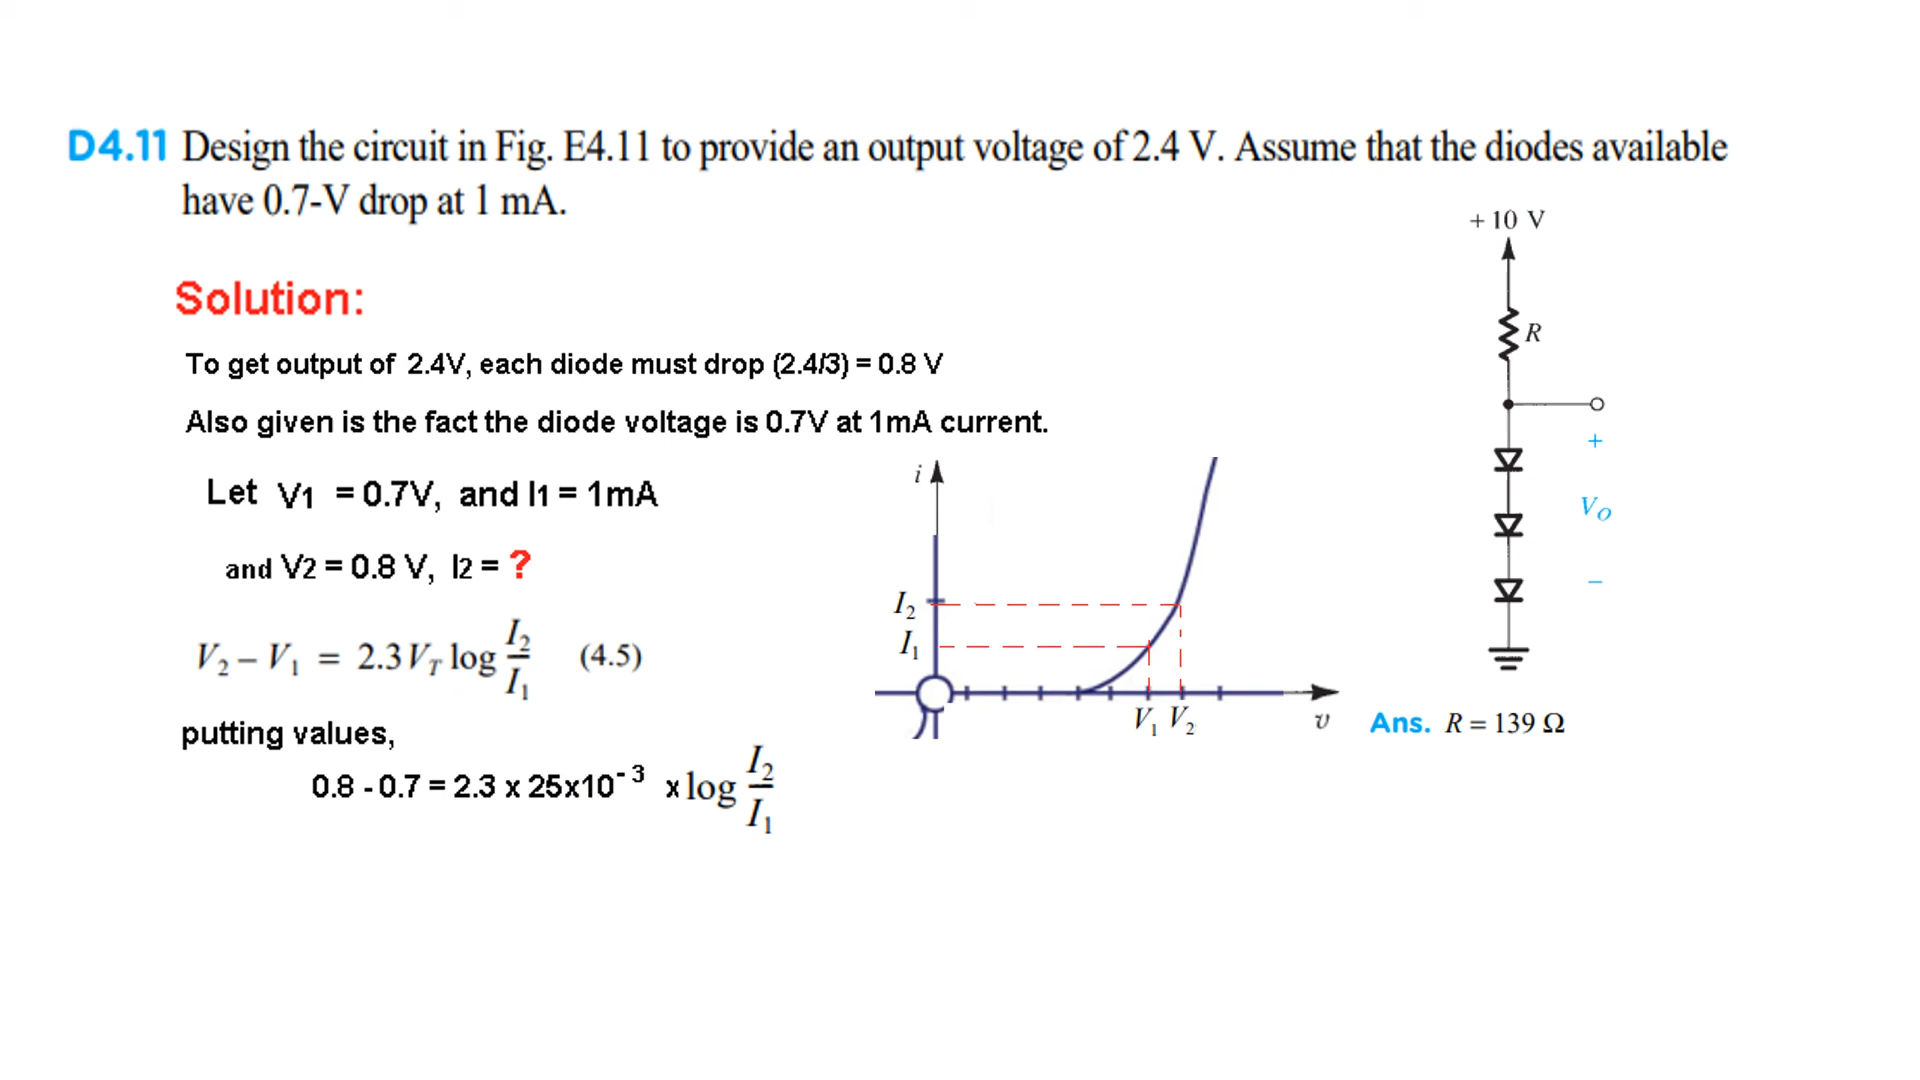 D4.11 Design the circuit in Fig. E4.11 to provide an output voltage of 2.4 V. Assume that the diodes available
have 0.7-V drop at 1 mA.
+ 10 V
Solution:
R
To get output of 2.4V, each diode must drop (2.4/3) = 0.8 V
Also given is the fact the diode voltage is 0.7V at 1mA current.
+
i
Let V1 = 0.7V, and I1 = 1mA
VO
and V2 = 0.8 V, I2 = ?
−
I2
I1
V2 – V1 = 2.3 VT log I2/I1 (4.5)
V1 V2
υ
Ans. R = 139 Ω
putting values,
0.8 - 0.7 = 2.3 x 25x10^-3 x log I2/I1